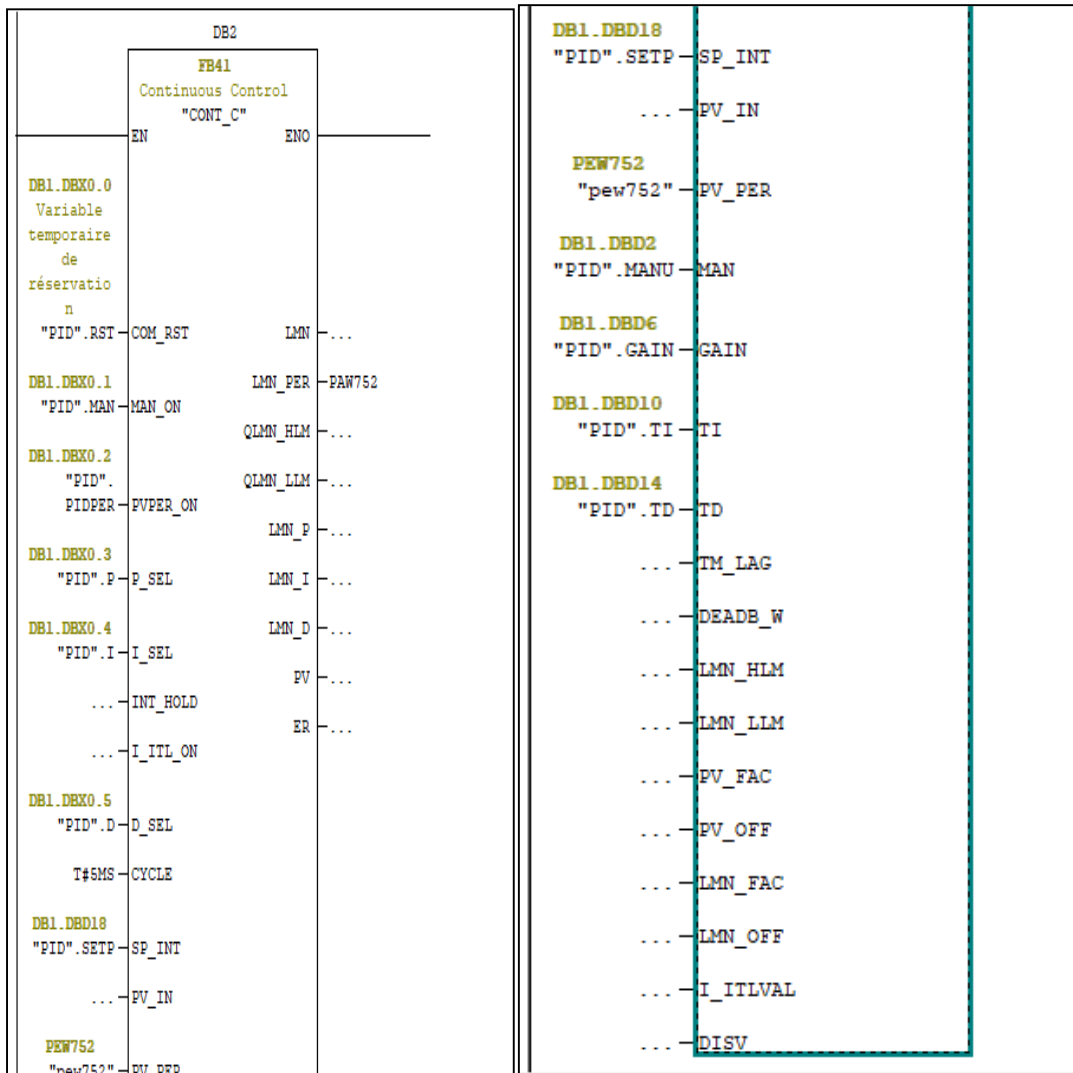 DB2
FB41
Continuous Control
"CONT_C"
EN ENO
DB1.DBX0.0
Variable
temporaire
de
réservatio
n
"PID".RST COM_RST LMN ...
DB1.DBX0.1 LMN_PER PAW752
"PID".MAN MAN_ON
QLMN_HLM ...
DB1.DBX0.2
"PID". QLMN_LLM ...
PIDPER PVPER_ON
LMN_P ...
DB1.DBX0.3
"PID".P P_SEL LMN_I ...
DB1.DBX0.4 LMN_D ...
"PID".I I_SEL
PV ...
... INT_HOLD
ER ...
... I_ITL_ON
DB1.DBX0.5
"PID".D D_SEL
T#5MS CYCLE
DB1.DBD18
"PID".SETP SP_INT
... PV_IN
PEW752
"pew752" PV_PER
DB1.DBD18
"PID".SETP SP_INT
... PV_IN
PEW752
"pew752" PV_PER
DB1.DBD2
"PID".MANU MAN
DB1.DBD6
"PID".GAIN GAIN
DB1.DBD10
"PID".TI TI
DB1.DBD14
"PID".TD TD
... TM_LAG
... DEADB_W
... LMN_HLM
... LMN_LLM
... PV_FAC
... PV_OFF
... LMN_FAC
... LMN_OFF
... I_ITLVAL
... DISV